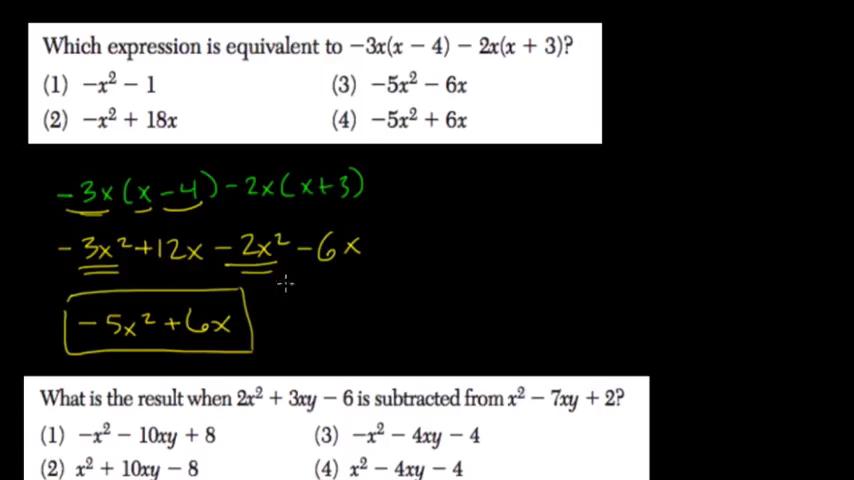 Which expression is equivalent to −3x(x − 4) − 2x(x + 3)?
(1) −x² − 1 (3) −5x² − 6x
(2) −x² + 18x (4) −5x² + 6x
-3x(x-4)-2x(x+3)
-3x²+12x-2x²-6x
-5x²+6x
What is the result when 2x² + 3xy − 6 is subtracted from x² − 7xy + 2?
(1) −x² − 10xy + 8 (3) −x² − 4xy − 4
(2) x² + 10xy − 8 (4) x² − 4xy − 4